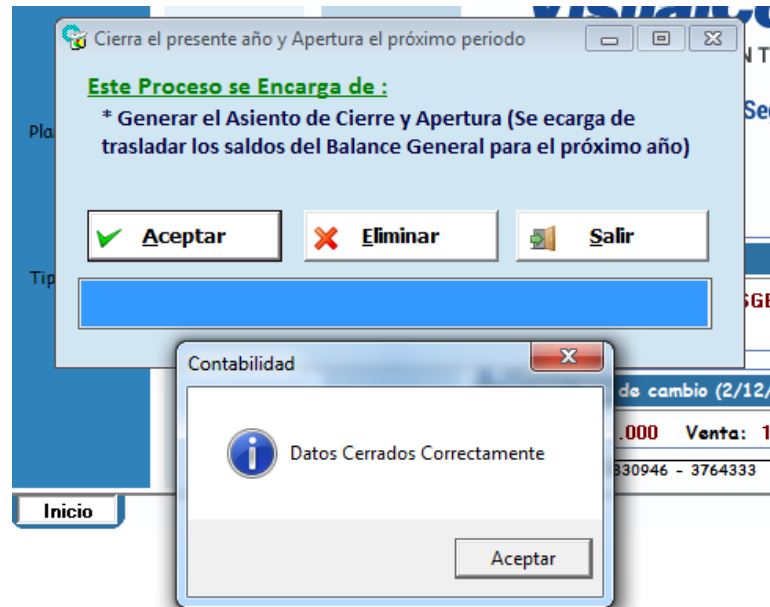 Cierra el presente año y Apertura el próximo periodo
Este Proceso se Encarga de :
* Generar el Asiento de Cierre y Apertura (Se ecarga de
trasladar los saldos del Balance General para el próximo año)
Aceptar
Eliminar
Salir
Contabilidad
Datos Cerrados Correctamente
Aceptar
de cambio (2/12/
.000 Venta: 1
830946 - 3764333
Inicio